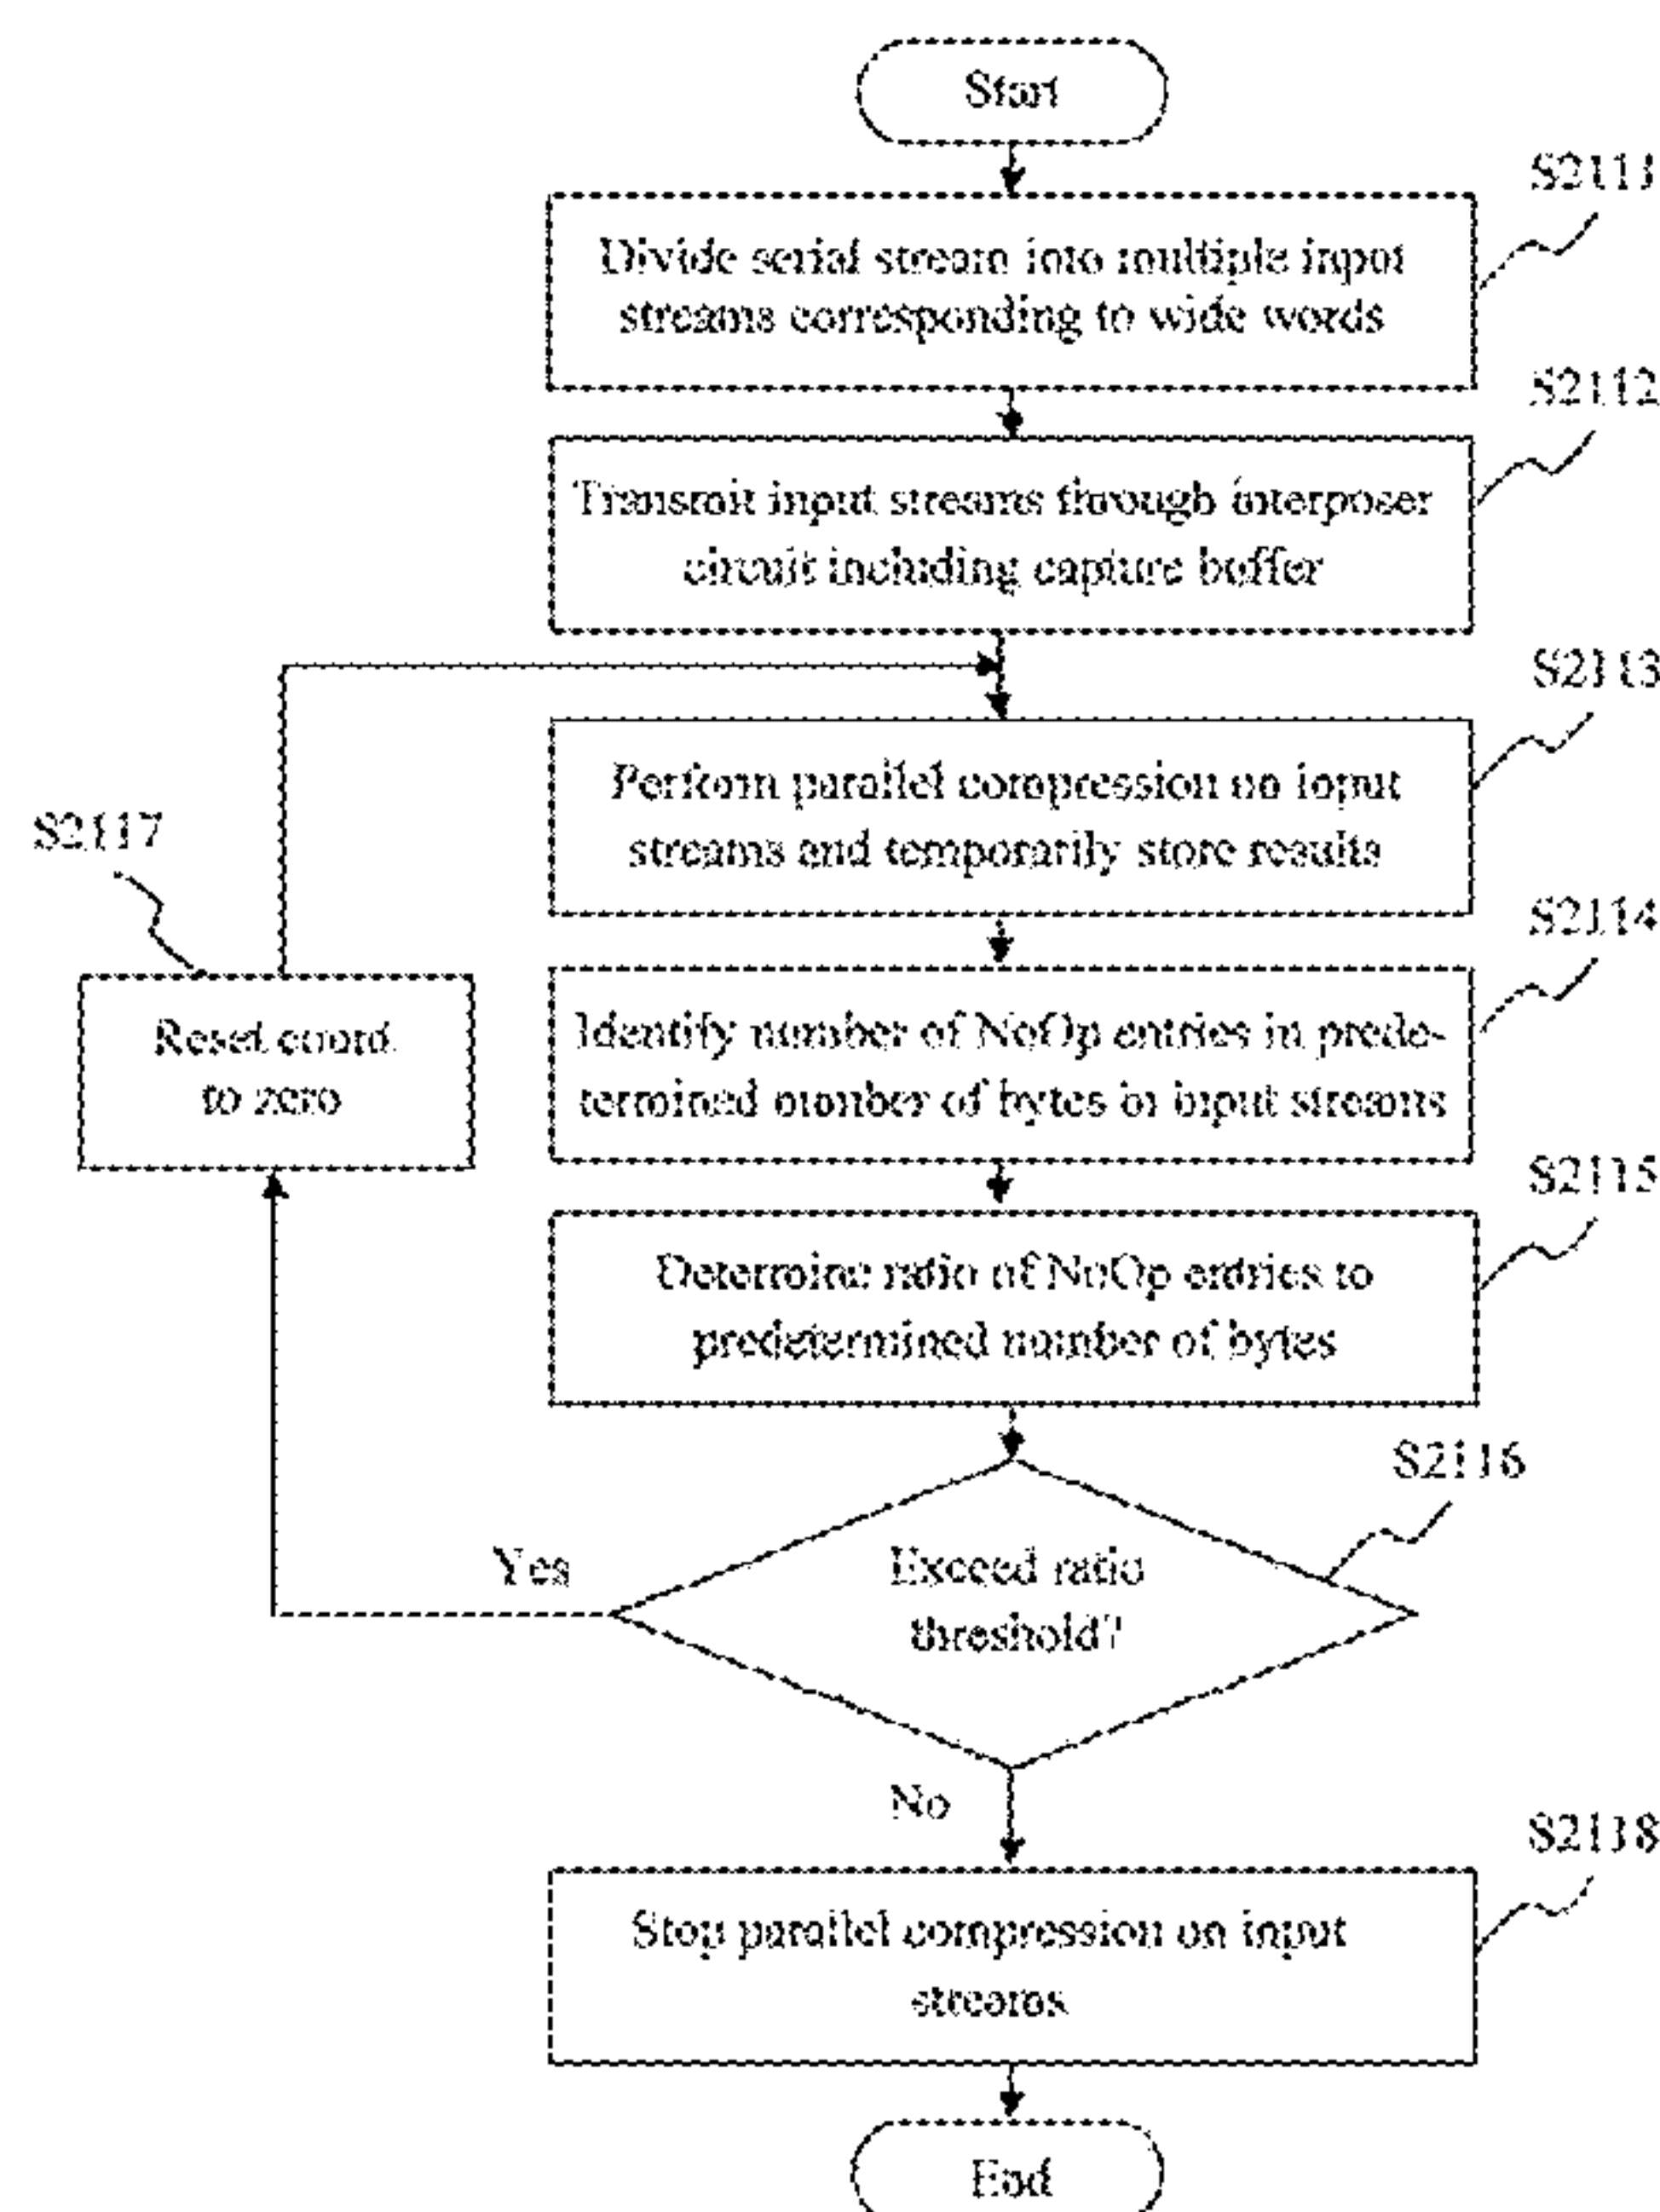 Start
S2111
Divide serial stream into multiple input
streams corresponding to wide words
S2112
Transmit input streams through interposer
circuit including capture buffer
S2113
Perform parallel compression on input
streams and temporarily store results
S2117
Reset count
to zero
S2114
Identify number of NoOp entries in prede-
termined number of bytes in input streams
S2115
Determine ratio of NoOp entries to
predetermined number of bytes
S2116
Exceed ratio
threshold?
Yes
No
S2118
Stop parallel compression on input
streams
End